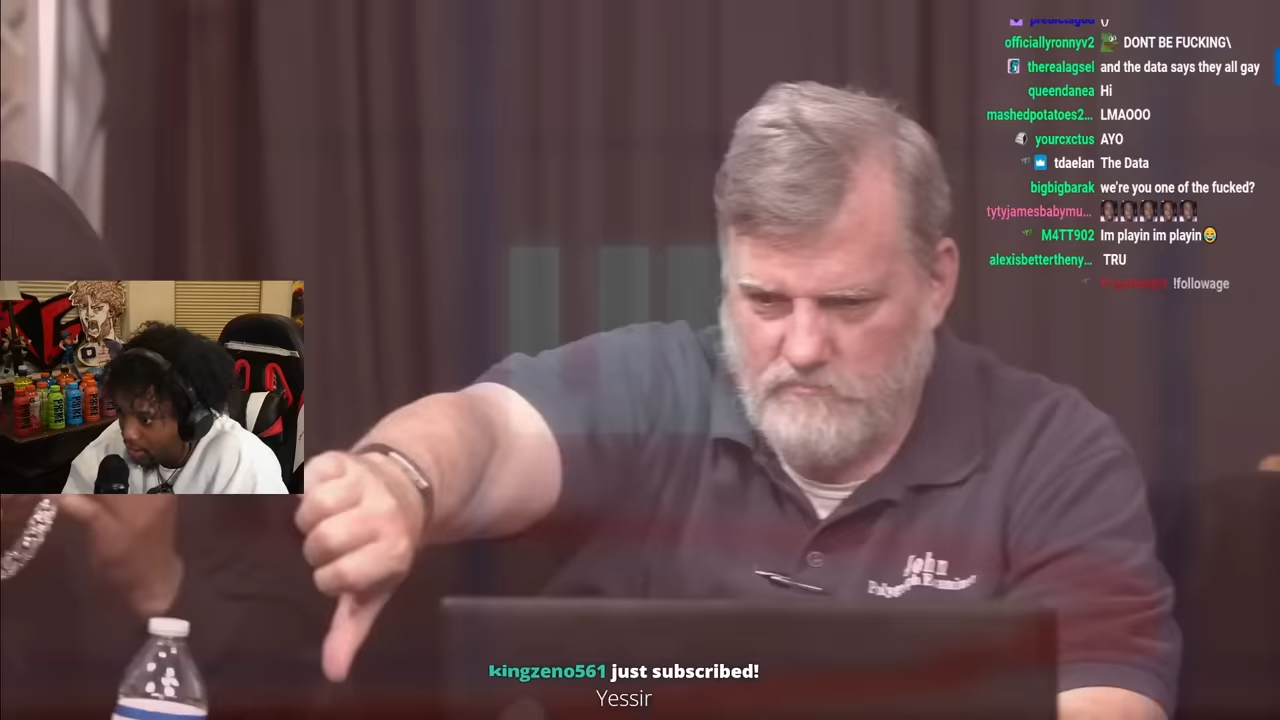 officiallyronnyv2 DONT BE FUCKING\
therealagsel and the data says they all gay
queendanea Hi
mashedpotatoes2... LMAOOO
yourcxctus AYO
tdaelan The Data
bigbigbarak we're you one of the fucked?
tytyjamesbabymu...
M4TT902 Im playin im playin😂
alexisbettertheny... TRU
!followage
John
kingzeno561 just subscribed!
Yessir